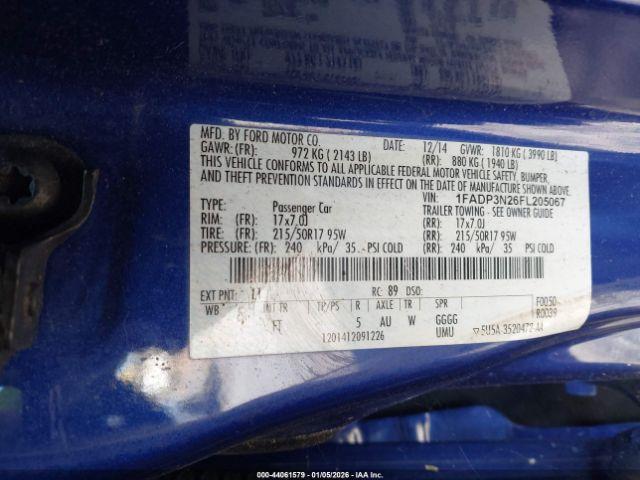 MFD. BY FORD MOTOR CO. 12/14 GVWR: 1810 KG ( 3990 LB)
GAWR: (FR): 972 KG ( 2143 LB) (RR): 880 KG ( 1940 LB)
THIS VEHICLE CONFORMS TO ALL APPLICABLE FEDERAL MOTOR VEHICLE SAFETY, BUMPER,
AND THEFT PREVENTION STANDARDS IN EFFECT ON THE DATE OF MANUFACTURE SHOWN ABOVE.
VIN: 1FADP3N26FL205067
TYPE: Passenger Car TRAILER TOWING - SEE OWNER GUIDE
RIM: (FR): 17x7.0J (RR): 17x7.0J
TIRE: (FR): 215/50R17 95W (RR): 215/50R17 95W
PRESSURE: (FR): 240 kPa/ 35 PSI COLD (RR): 240 kPa/ 35 PSI COLD
EXT PNT: RC: 89 DSO: F0050
WB INT TR TP/PS R AXLE TR SPR R0039
FT 5 AU W GGGG
1201412091226 UMU
000-44061579 | 01/05/2026 - IAA Inc.